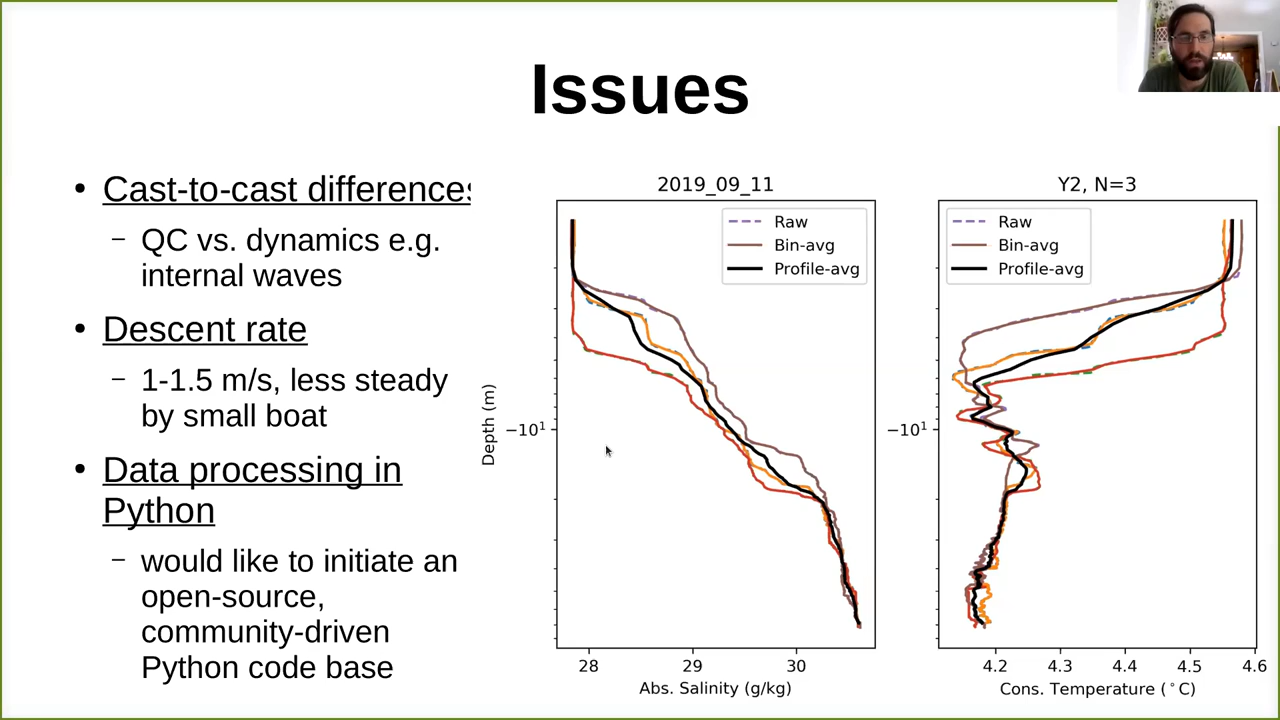 Issues
• Cast-to-cast differences
– QC vs. dynamics e.g.
internal waves
• Descent rate
– 1-1.5 m/s, less steady
by small boat
• Data processing in
Python
– would like to initiate an
open-source,
community-driven
Python code base
2019_09_11
Raw
Bin-avg
Profile-avg
Depth (m)
−10¹
28 29 30
Abs. Salinity (g/kg)
Y2, N=3
Raw
Bin-avg
Profile-avg
−10¹
4.2 4.3 4.4 4.5 4.6
Cons. Temperature (°C)